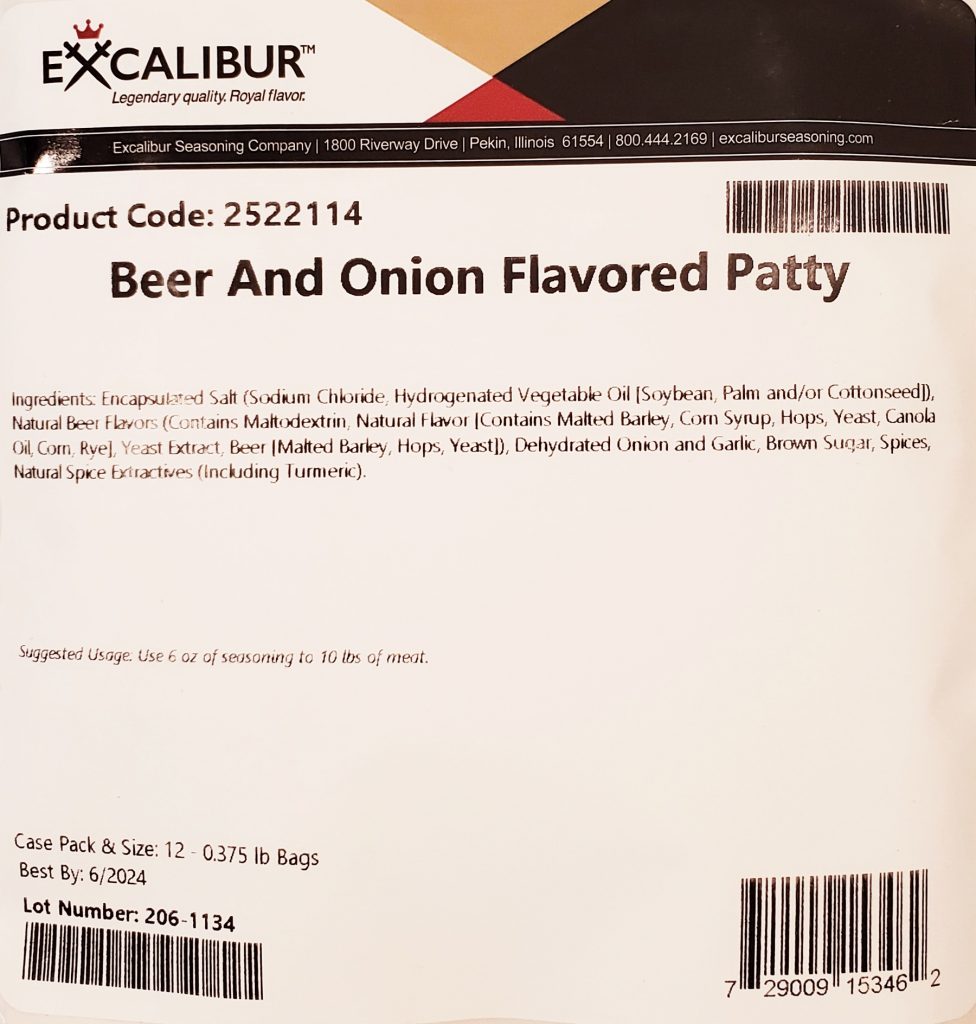 EXCALIBUR™
Legendary quality. Royal flavor.
Excalibur Seasoning Company | 1800 Riverway Drive | Pekin, Illinois 61554 | 800.444.2169 | excaliburseasoning.com
Product Code: 2522114
Beer And Onion Flavored Patty
Ingredients: Encapsulated Salt (Sodium Chloride, Hydrogenated Vegetable Oil [Soybean, Palm and/or Cottonseed]),
Natural Beer Flavors (Contains Maltodextrin, Natural Flavor [Contains Malted Barley, Corn Syrup, Hops, Yeast, Canola
Oil, Corn, Rye], Yeast Extract, Beer [Malted Barley, Hops, Yeast]), Dehydrated Onion and Garlic, Brown Sugar, Spices,
Natural Spice Extractives (Including Turmeric).
Suggested Usage: Use 6 oz of seasoning to 10 lbs of meat.
Case Pack & Size: 12 - 0.375 lb Bags
Best By: 6/2024
Lot Number: 206-1134
7 29009 15346 2